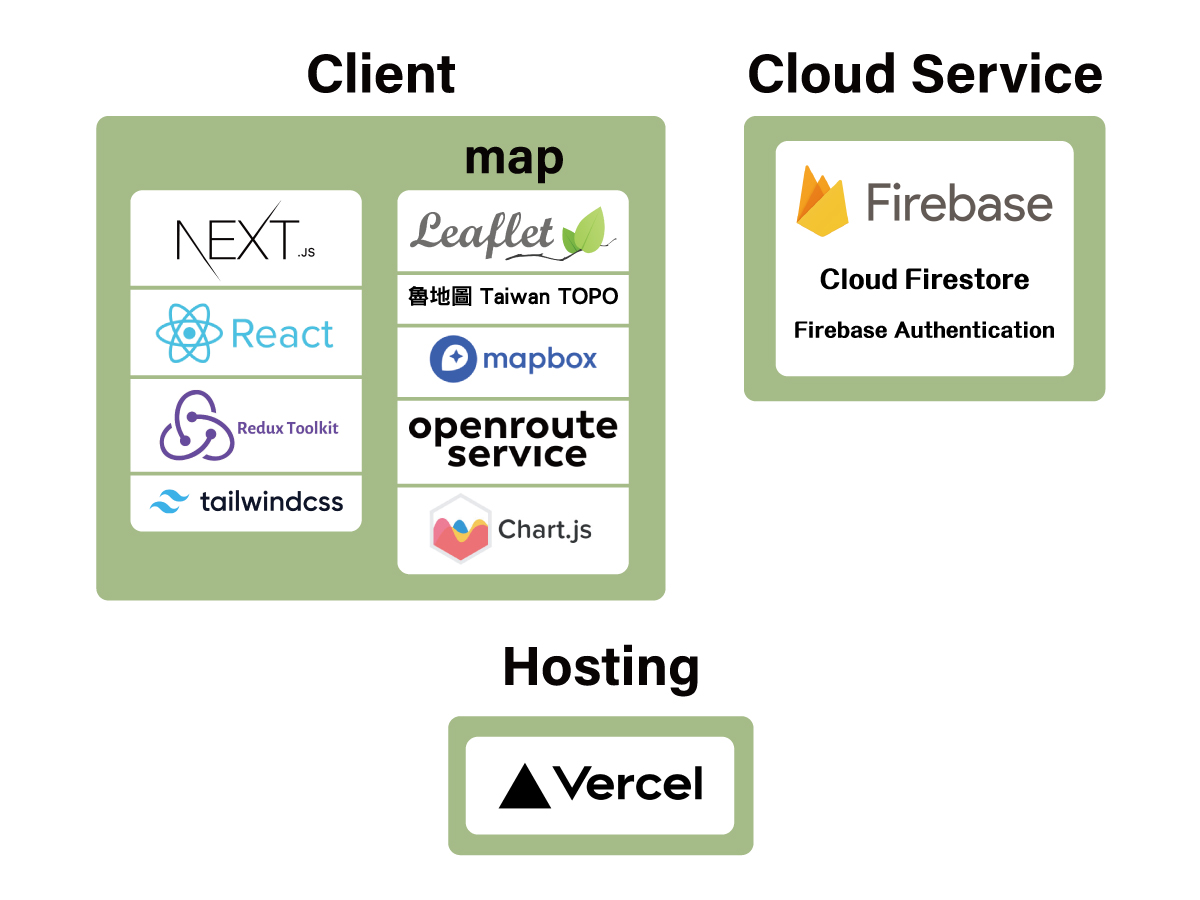 Client
map
NEXT.JS
React
Redux Toolkit
tailwindcss
Leaflet
魯地圖 Taiwan TOPO
mapbox
openroute
service
Chart.js
Cloud Service
Firebase
Cloud Firestore
Firebase Authentication
Hosting
Vercel